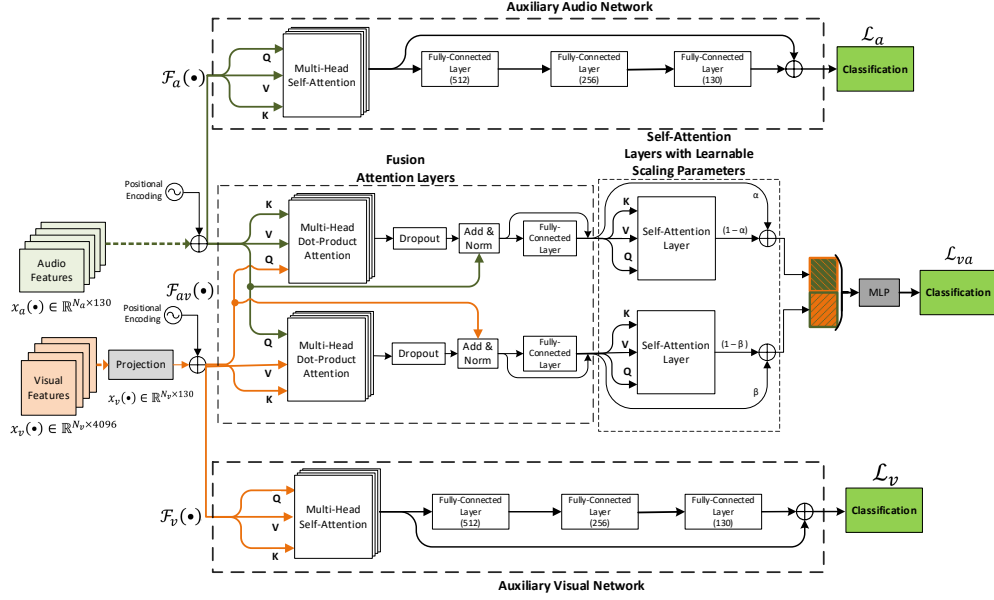 Auxiliary Audio Network
ℒa
ℱa(•)
Q
V
K
Multi-Head
Self-Attention
Fully-Connected
Layer
(512)
Fully-Connected
Layer
(256)
Fully-Connected
Layer
(130)
Classification
Fusion
Attention Layers
Self-Attention
Layers with Learnable
Scaling Parameters
Positional
Encoding
Audio
Features
xa(•) ∈ ℝ^Na×130
ℱav(•)
K
V
Q
Multi-Head
Dot-Product
Attention
Dropout
Add &
Norm
Fully-
Connected
Layer
K
V
Q
Self-Attention
Layer
α
(1−α)
ℒva
MLP
Classification
Positional
Encoding
Visual
Features
xv(•) ∈ ℝ^Nv×4096
Projection
xv(•) ∈ ℝ^Nv×130
Q
V
K
Multi-Head
Dot-Product
Attention
Dropout
Add &
Norm
Fully-
Connected
Layer
K
V
Q
Self-Attention
Layer
(1−β)
β
ℱv(•)
Q
V
K
Multi-Head
Self-Attention
Fully-Connected
Layer
(512)
Fully-Connected
Layer
(256)
Fully-Connected
Layer
(130)
ℒv
Classification
Auxiliary Visual Network